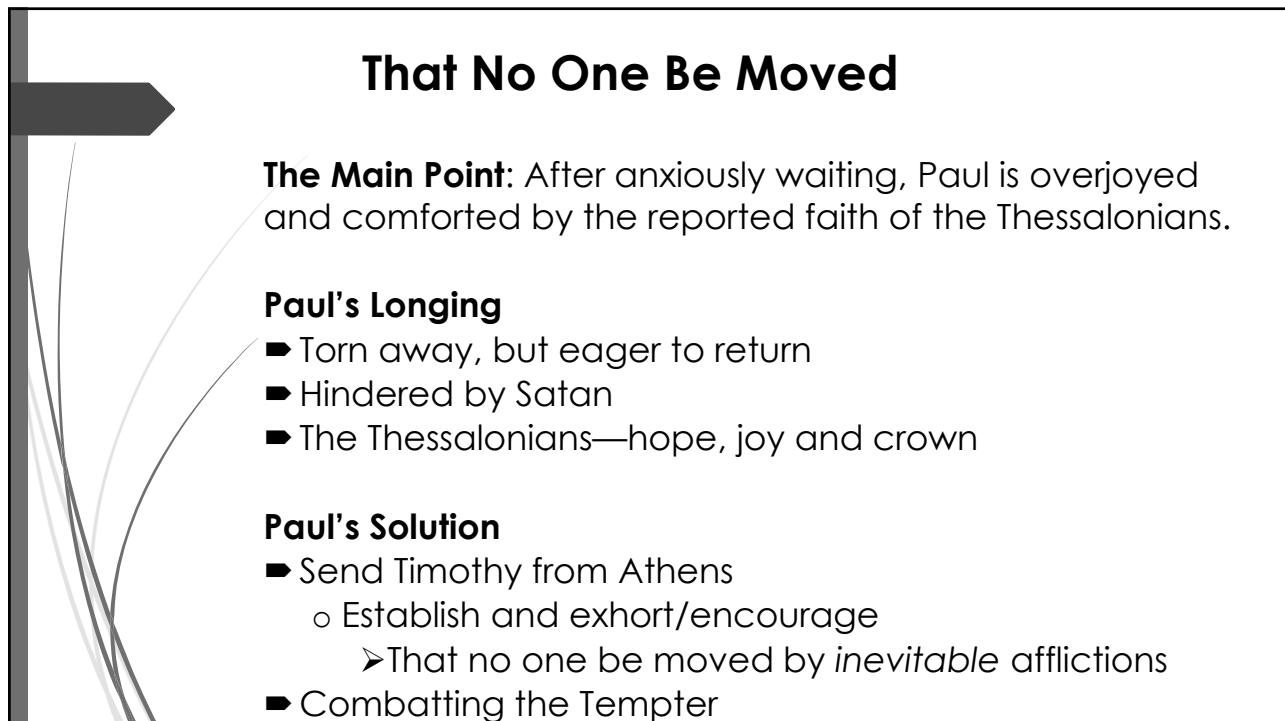 That No One Be Moved
The Main Point: After anxiously waiting, Paul is overjoyed
and comforted by the reported faith of the Thessalonians.
Paul’s Longing
Torn away, but eager to return
Hindered by Satan
The Thessalonians—hope, joy and crown
Paul’s Solution
Send Timothy from Athens
Establish and exhort/encourage
That no one be moved by inevitable afflictions
Combatting the Tempter